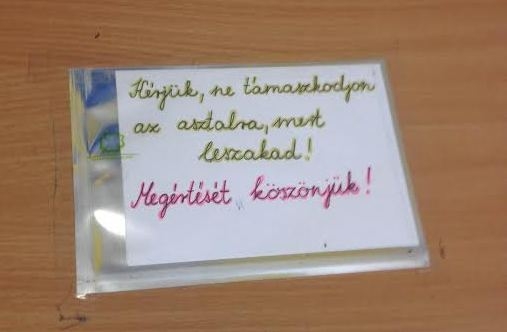 Kérjük, ne támaszkodjon
az asztalra, mert
leszakad!
Megértését köszönjük!